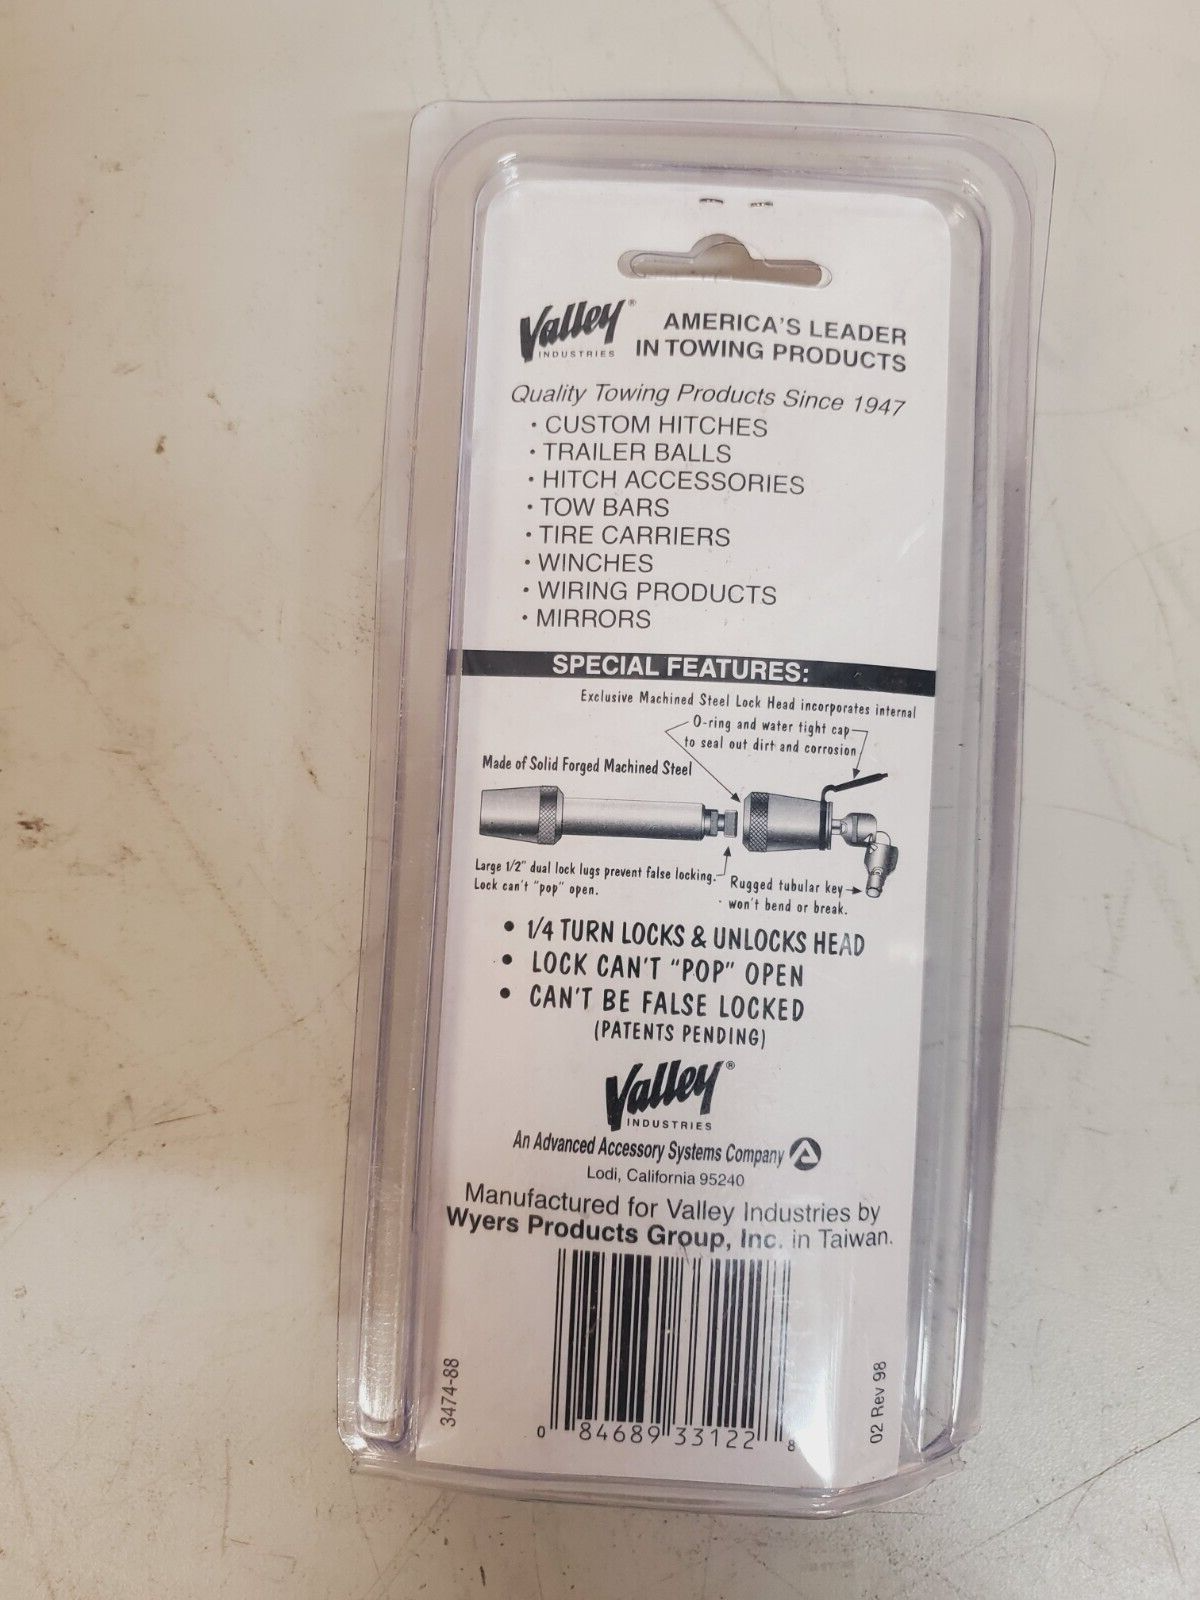 Valley®
INDUSTRIES
AMERICA'S LEADER
IN TOWING PRODUCTS
Quality Towing Products Since 1947
• CUSTOM HITCHES
• TRAILER BALLS
• HITCH ACCESSORIES
• TOW BARS
• TIRE CARRIERS
• WINCHES
• WIRING PRODUCTS
• MIRRORS
SPECIAL FEATURES:
Exclusive Machined Steel Lock Head incorporates internal
O-ring and water tight cap
to seal out dirt and corrosion
Made of Solid Forged Machined Steel
Large 1/2" dual lock lugs prevent false locking.
Lock can't "pop" open.
Rugged tubular key
won't bend or break.
• 1/4 TURN LOCKS & UNLOCKS HEAD
• LOCK CAN'T "POP" OPEN
• CAN'T BE FALSE LOCKED
(PATENTS PENDING)
Valley®
INDUSTRIES
An Advanced Accessory Systems Company
Lodi, California 95240
Manufactured for Valley Industries by
Wyers Products Group, Inc. in Taiwan.
3474-88
02 Rev 98
0 84689 33122 8